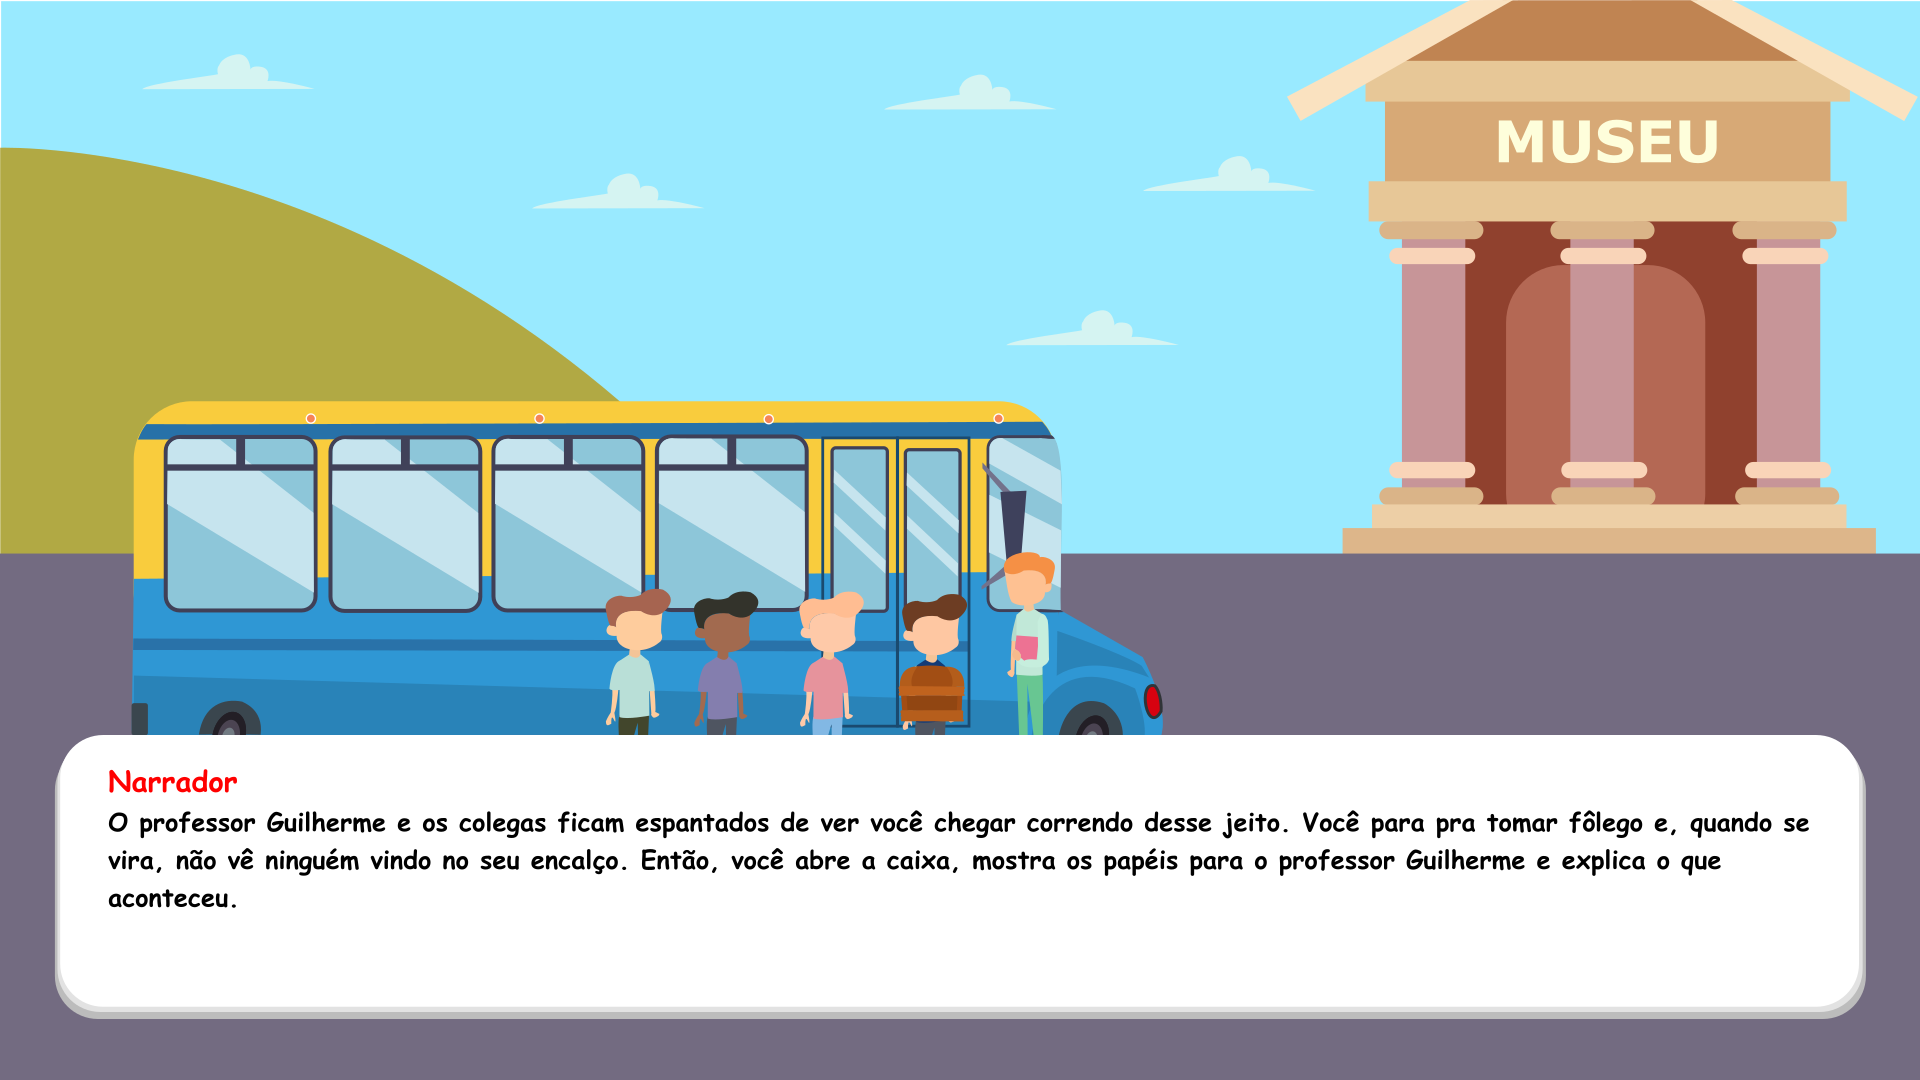 MUSEU
Narrador
O professor Guilherme e os colegas ficam espantados de ver você chegar correndo desse jeito. Você para pra tomar fôlego e, quando se
vira, não vê ninguém vindo no seu encalço. Então, você abre a caixa, mostra os papéis para o professor Guilherme e explica o que
aconteceu.